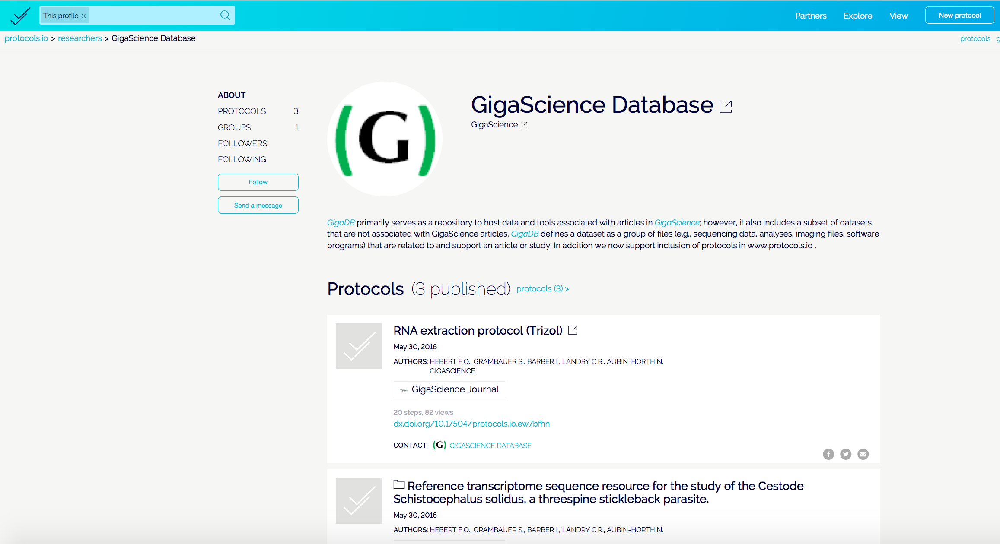 This profile ×
Partners
Explore
View
New protocol
protocols.io > researchers > GigaScience Database
protocols g
ABOUT
PROTOCOLS 3
GROUPS 1
FOLLOWERS
FOLLOWING
Follow
Send a message
(G)
GigaScience Database
GigaScience
GigaDB primarily serves as a repository to host data and tools associated with articles in GigaScience; however, it also includes a subset of datasets
that are not associated with GigaScience articles. GigaDB defines a dataset as a group of files (e.g., sequencing data, analyses, imaging files, software
programs) that are related to and support an article or study. In addition we now support inclusion of protocols in www.protocols.io .
Protocols (3 published) protocols (3) >
RNA extraction protocol (Trizol)
May 30, 2016
AUTHORS: HEBERT F.O., GRAMBAUER S., BARBER I., LANDRY C.R., AUBIN-HORTH N.
GIGASCIENCE
GigaScience Journal
20 steps, 82 views
dx.doi.org/10.17504/protocols.io.ew7bfhn
CONTACT: (G) GIGASCIENCE DATABASE
Reference transcriptome sequence resource for the study of the Cestode
Schistocephalus solidus, a threespine stickleback parasite.
May 30, 2016
AUTHORS: HEBERT F.O., GRAMBAUER S., BARBER I., LANDRY C.R., AUBIN-HORTH N.